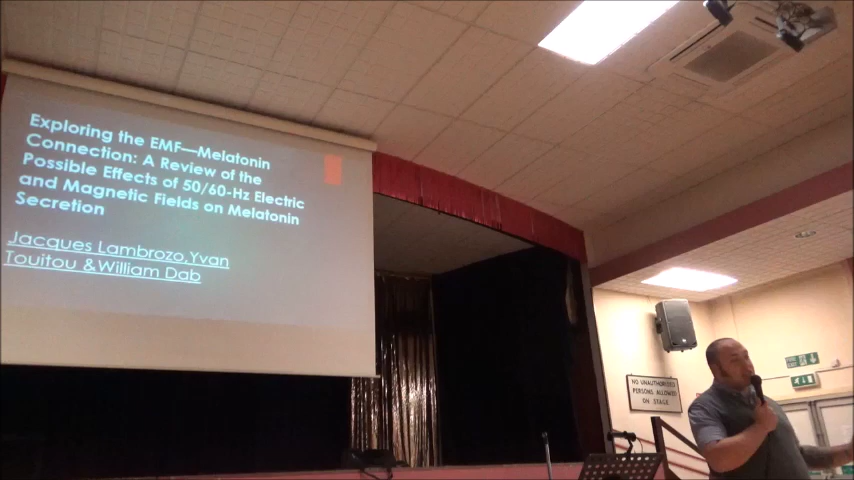 Exploring the EMF—Melatonin
Connection: A Review of the
Possible Effects of 50/60-Hz Electric
and Magnetic Fields on Melatonin
Secretion
Jacques Lambrozo,Yvan
Touitou &William Dab
NO UNAUTHORISED
PERSONS ALLOWED
ON STAGE